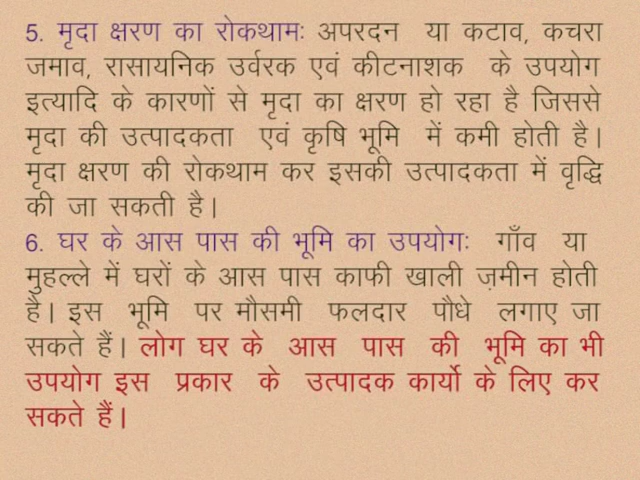 5. मृदा क्षरण का रोकथामः अपरदन या कटाव, कचरा
जमाव, रासायनिक उर्वरक एवं कीटनाशक के उपयोग
इत्यादि के कारणों से मृदा का क्षरण हो रहा है जिससे
मृदा की उत्पादकता एवं कृषि भूमि में कमी होती है।
मृदा क्षरण की रोकथाम कर इसकी उत्पादकता में वृद्धि
की जा सकती है।
6. घर के आस पास की भूमि का उपयोगः गाँव या
मुहल्ले में घरों के आस पास काफी खाली ज़मीन होती
है। इस भूमि पर मौसमी फलदार पौधे लगाए जा
सकते हैं। लोग घर के आस पास की भूमि का भी
उपयोग इस प्रकार के उत्पादक कार्यो के लिए कर
सकते हैं।